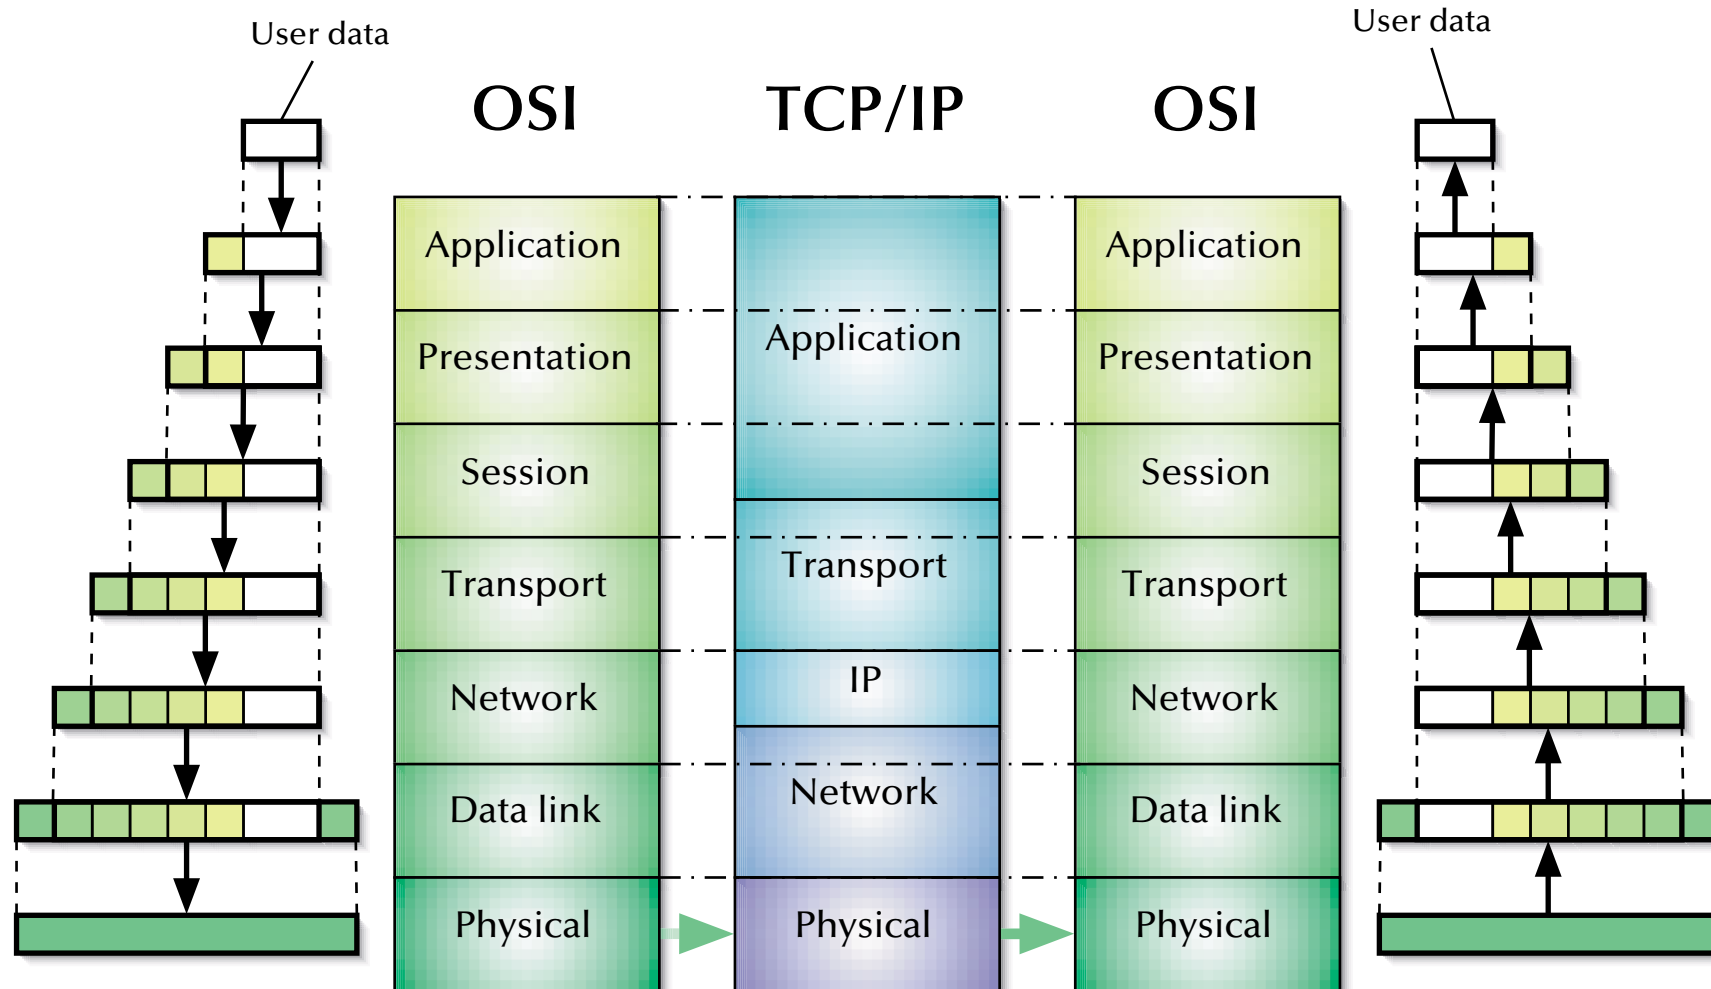 User data
User data
OSI
TCP/IP
OSI
Application
Presentation
Session
Transport
Network
Data link
Physical
Application
Transport
IP
Network
Physical
Application
Presentation
Session
Transport
Network
Data link
Physical